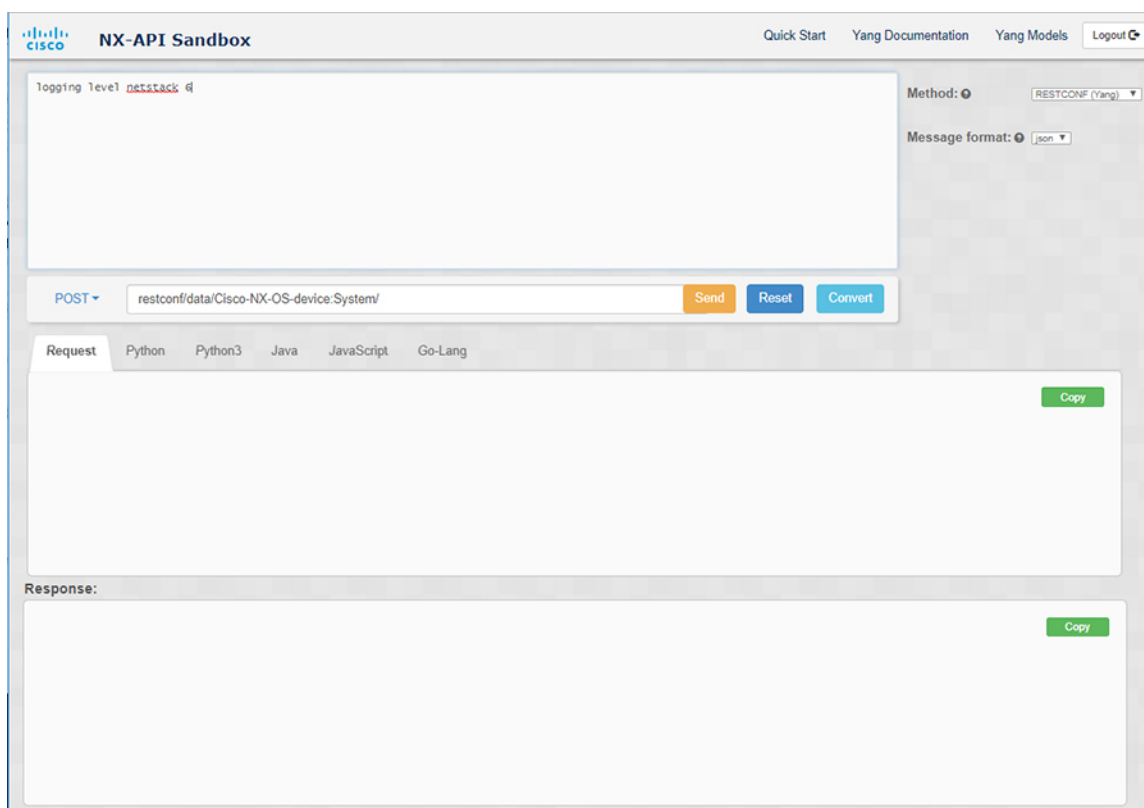 CISCO
NX-API Sandbox
Quick Start
Yang Documentation
Yang Models
Logout
logging level netstack 6
Method:
RESTCONF (Yang)
Message format:
json
POST
restconf/data/Cisco-NX-OS-device:System/
Send
Reset
Convert
Request
Python
Python3
Java
JavaScript
Go-Lang
Copy
Response:
Copy